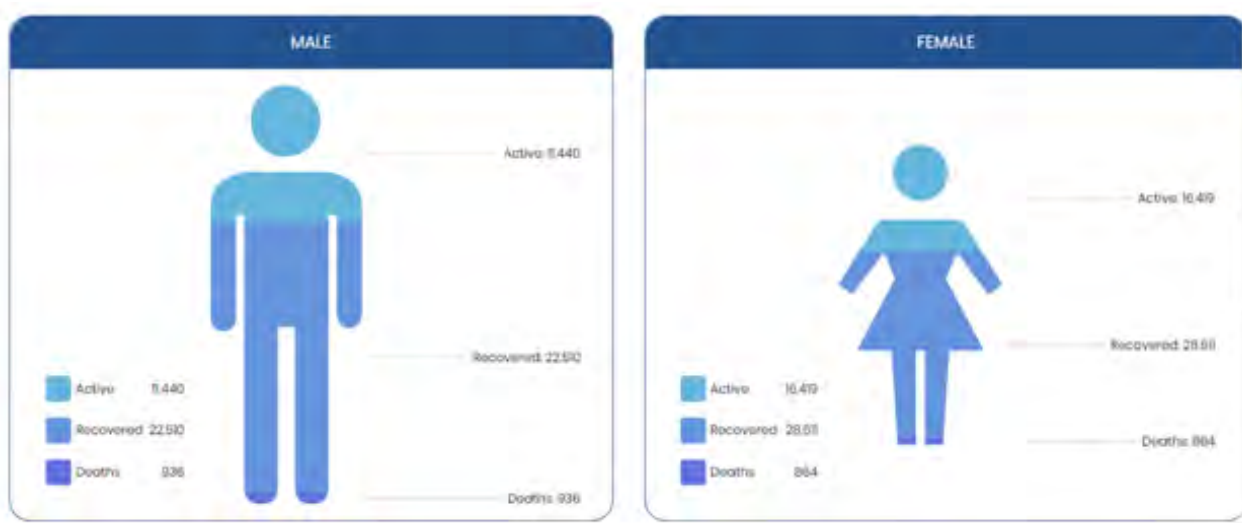 MALE
Active: 11,440
Recovered: 22,510
Deaths: 936
Active 11,440
Recovered 22,510
Deaths 936
FEMALE
Active: 16,419
Recovered: 28,511
Deaths: 864
Active 16,419
Recovered 28,511
Deaths 864